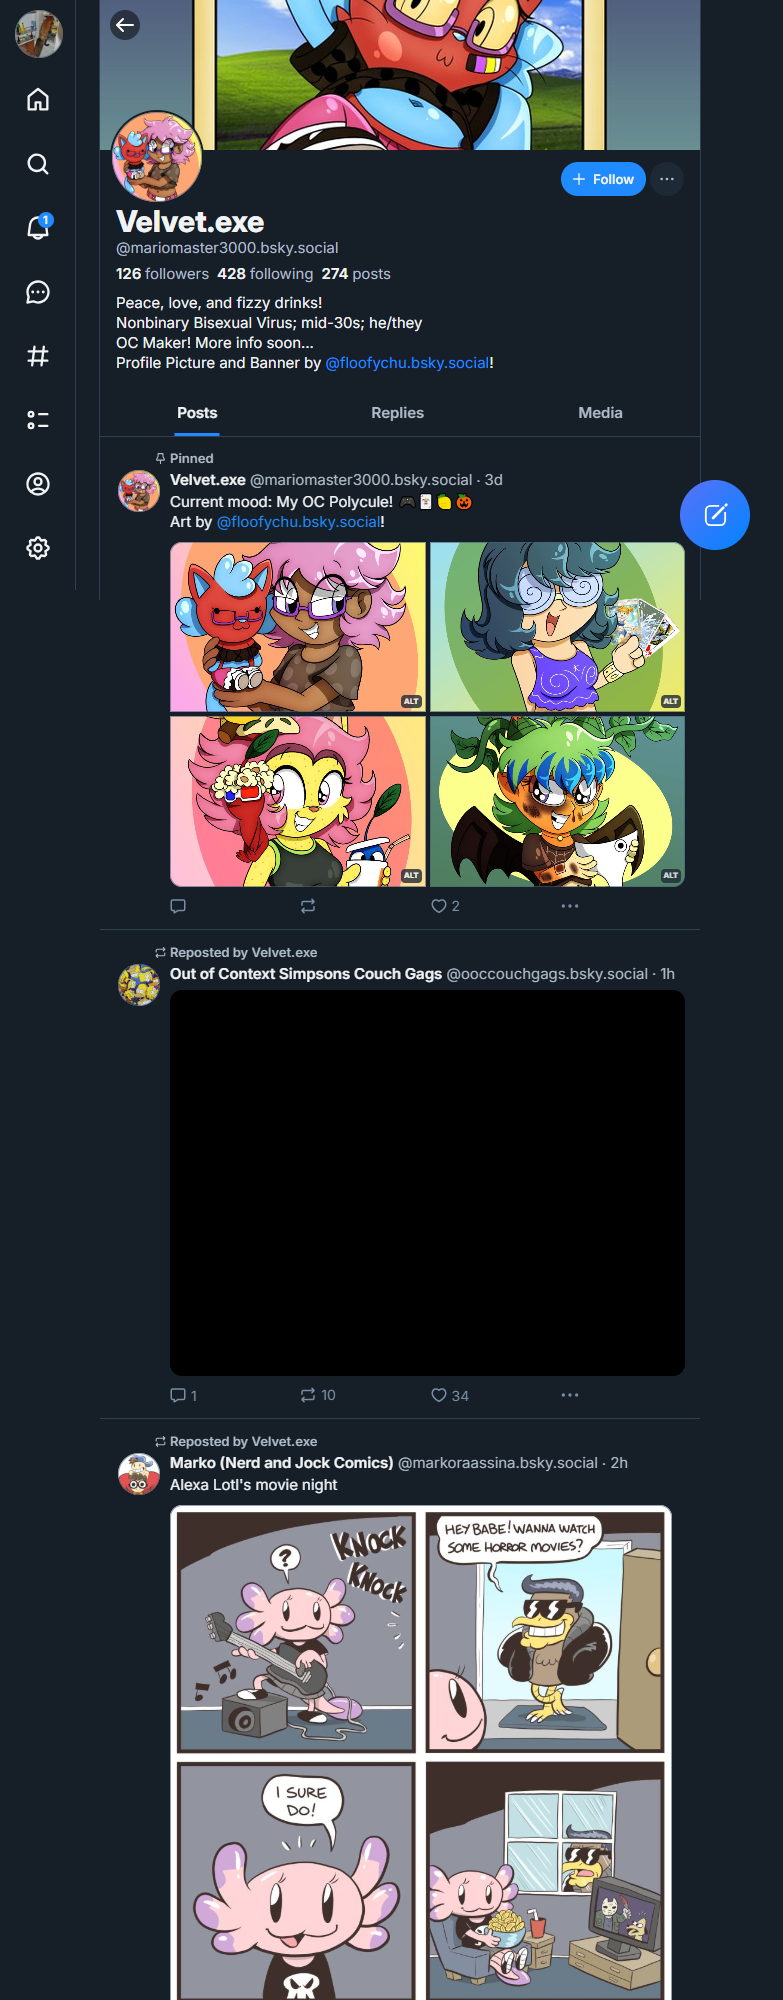 1
Follow
Velvet.exe
@mariomaster3000.bsky.social
126 followers 428 following 274 posts
Peace, love, and fizzy drinks!
Nonbinary Bisexual Virus; mid-30s; he/they
OC Maker! More info soon...
Profile Picture and Banner by @floofychu.bsky.social!
Posts Replies Media
Pinned
Velvet.exe @mariomaster3000.bsky.social · 3d
Current mood: My OC Polycule! 🎮🃏🍋🎃
Art by @floofychu.bsky.social!
ALT
ALT
ALT
ALT
2
Reposted by Velvet.exe
Out of Context Simpsons Couch Gags @ooccouchgags.bsky.social · 1h
1 10 34
Reposted by Velvet.exe
Marko (Nerd and Jock Comics) @markoraassina.bsky.social · 2h
Alexa Lotl's movie night
?
KNOCK
KNOCK
HEY BABE! WANNA WATCH
SOME HORROR MOVIES?
I SURE
DO!